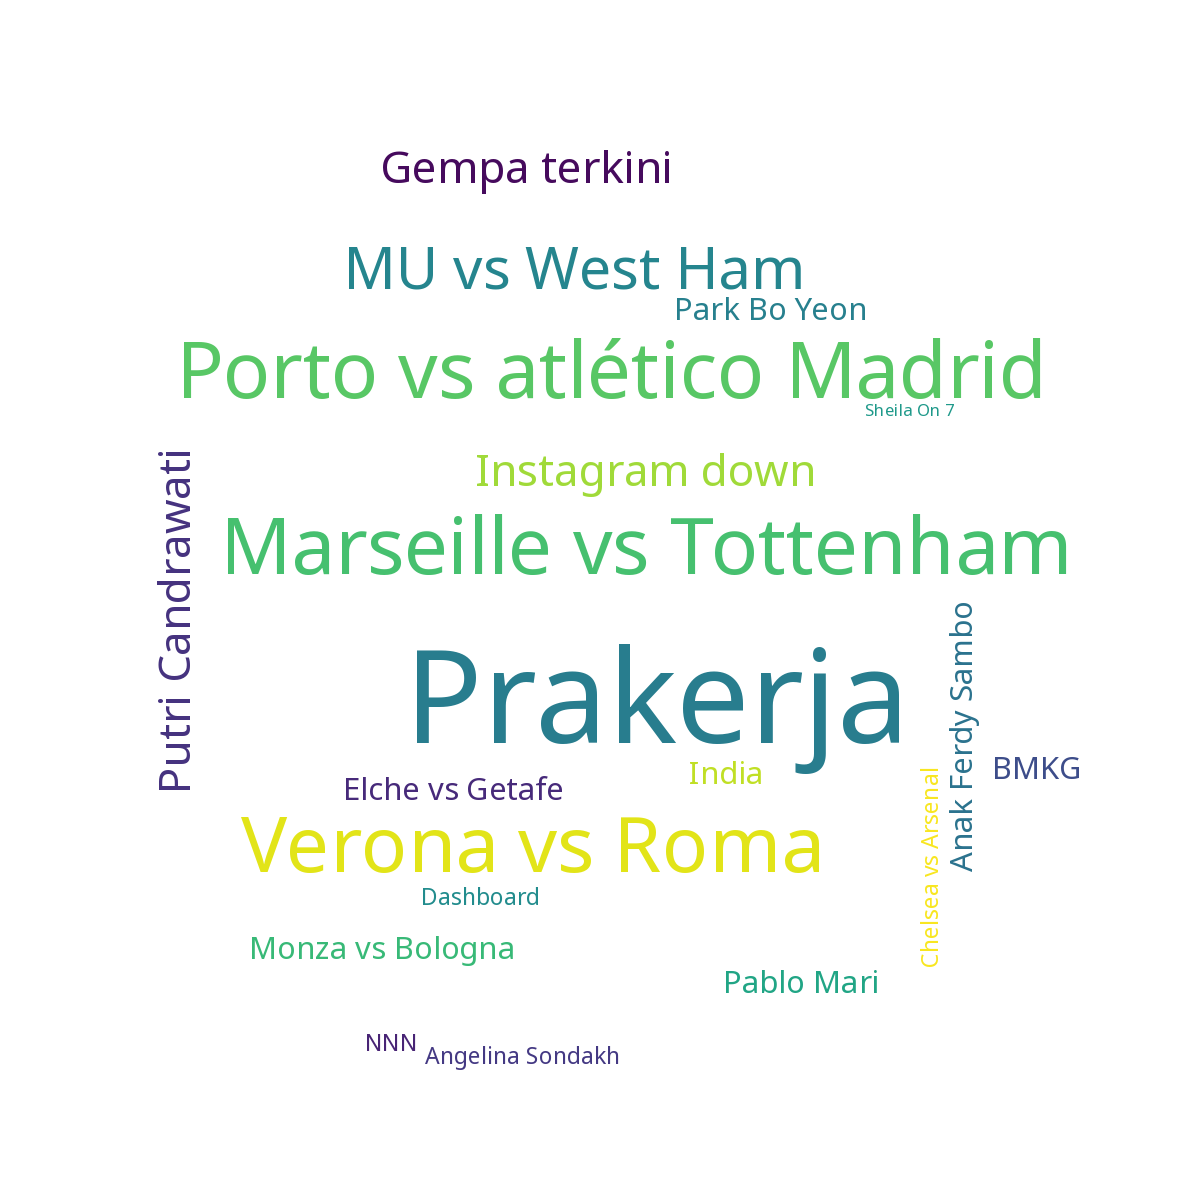 Gempa terkini
MU vs West Ham
Park Bo Yeon
Porto vs atlético Madrid
Sheila On 7
Instagram down
Putri Candrawati
Marseille vs Tottenham
Prakerja
Anak Ferdy Sambo
BMKG
India
Elche vs Getafe
Chelsea vs Arsenal
Verona vs Roma
Dashboard
Monza vs Bologna
Pablo Mari
NNN
Angelina Sondakh